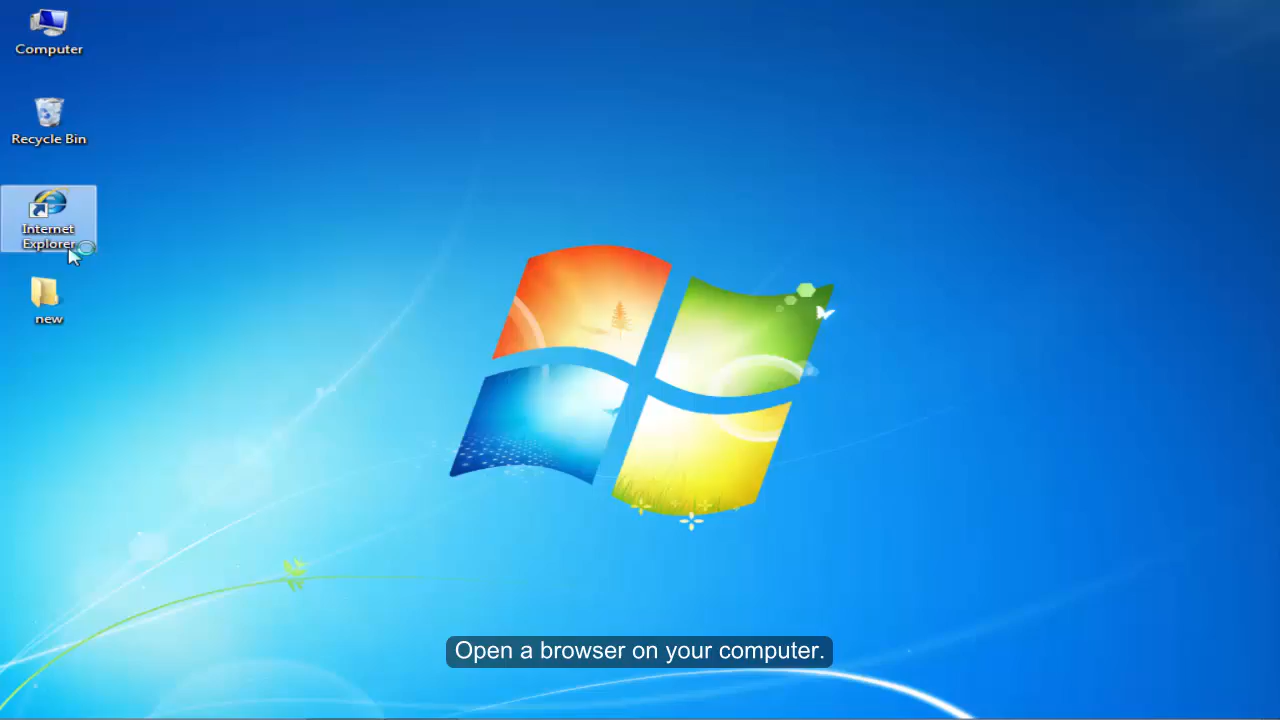 Computer
Recycle Bin
Internet
Explorer
new
Open a browser on your computer.